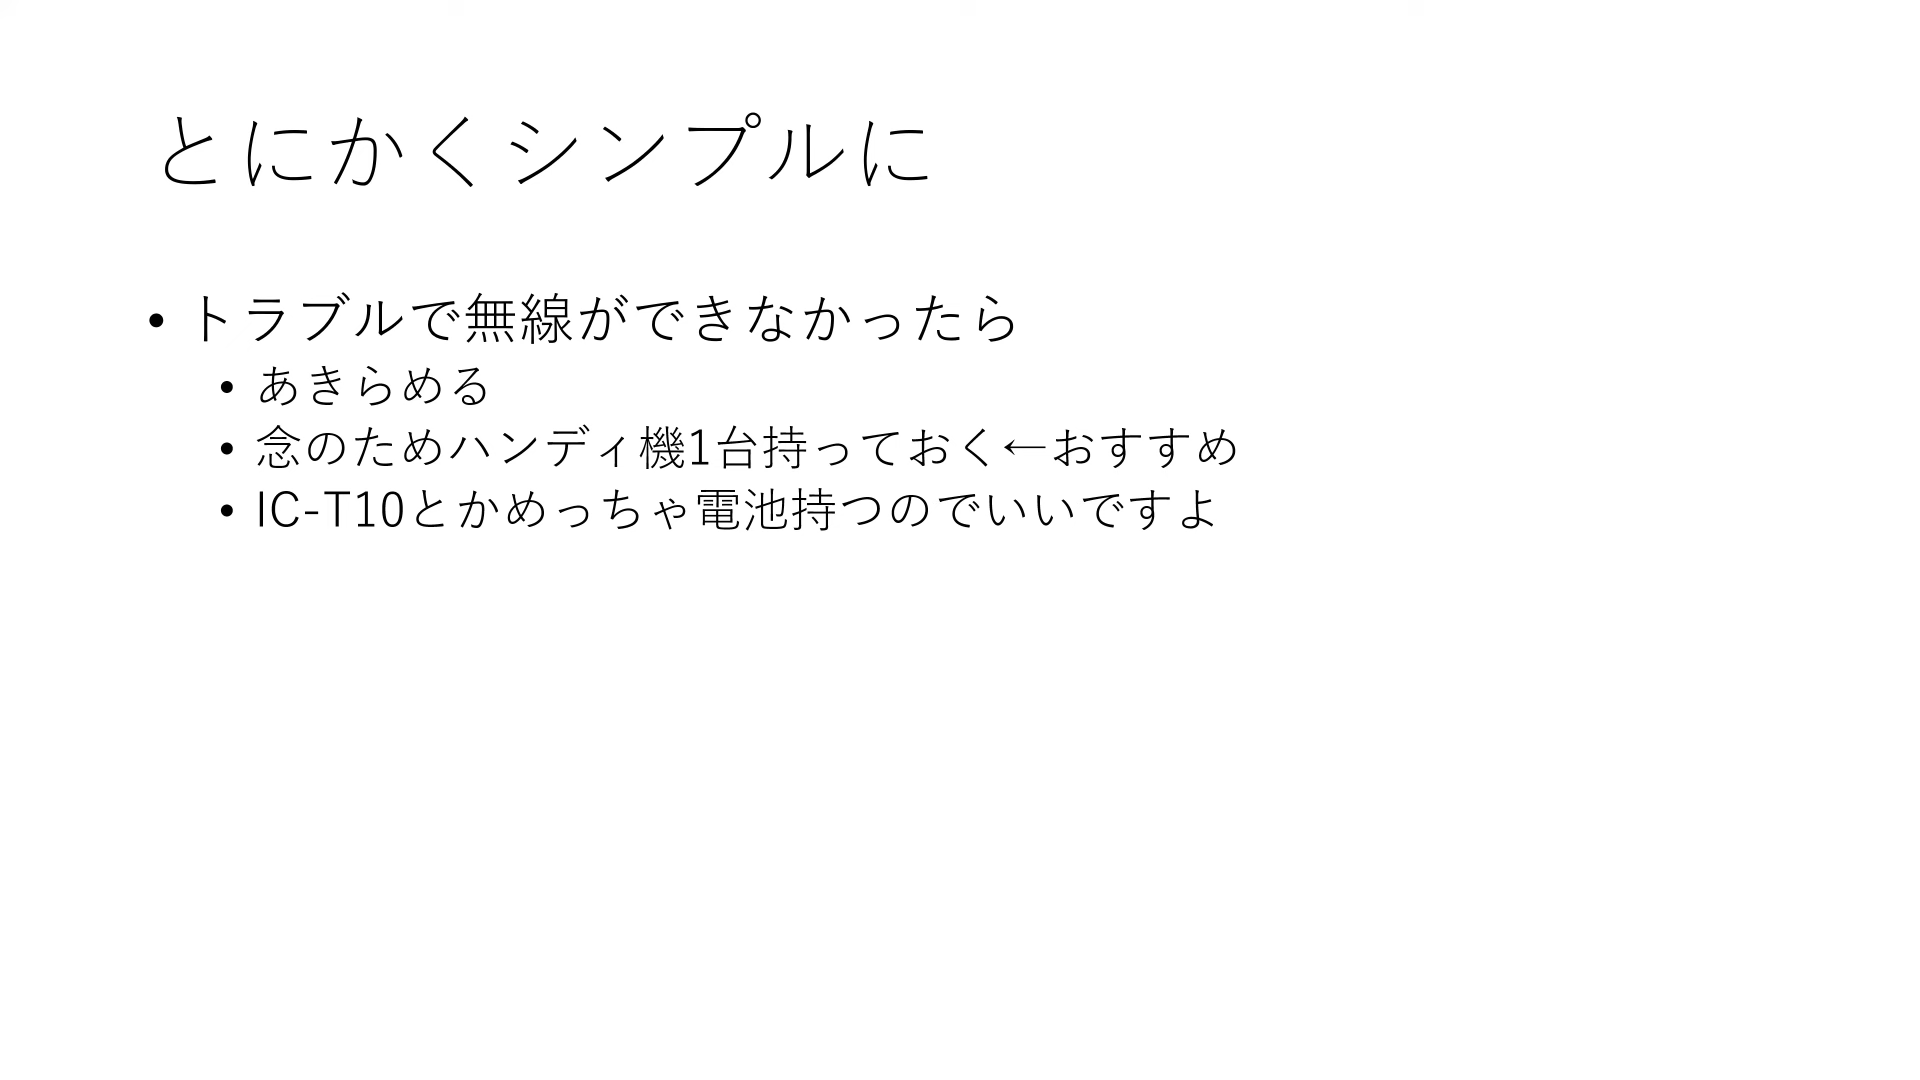 とにかくシンプルに
• トラブルで無線ができなかったら
• あきらめる
• 念のためハンディ機1台持っておく←おすすめ
• IC-T10とかめっちゃ電池持つのでいいですよ